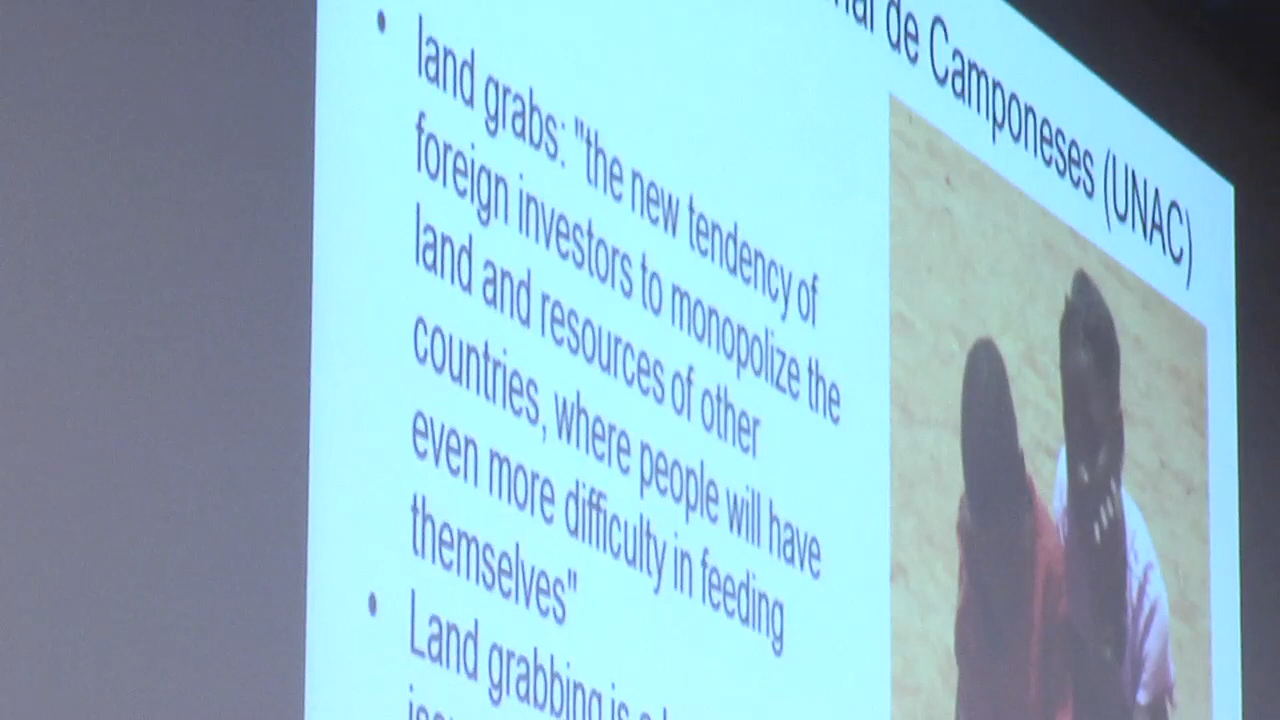 de Camponeses (UNAC)
• land grabs: "the new tendency of
foreign investors to monopolize the
land and resources of other
countries, where people will have
even more difficulty in feeding
themselves"
• Land grabbing is a